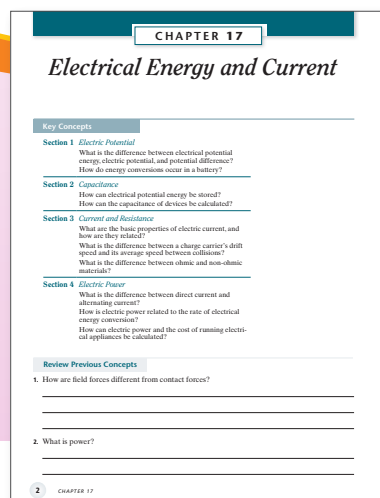 CHAPTER 17
Electrical Energy and Current
Key Concepts
Section 1 Electric Potential
What is the difference between electrical potential
energy, electric potential, and potential difference?
How do energy conversions occur in a battery?
Section 2 Capacitance
How can electrical potential energy be stored?
How can the capacitance of devices be calculated?
Section 3 Current and Resistance
What are the basic properties of electric current, and
how are they related?
What is the difference between a charge carrier's drift
speed and its average speed between collisions?
What is the difference between ohmic and non-ohmic
materials?
Section 4 Electric Power
What is the difference between direct current and
alternating current?
How is electric power related to the rate of electrical
energy conversion?
How can electric power and the cost of running electri-
cal appliances be calculated?
Review Previous Concepts
1. How are field forces different from contact forces?
2. What is power?
2 CHAPTER 17